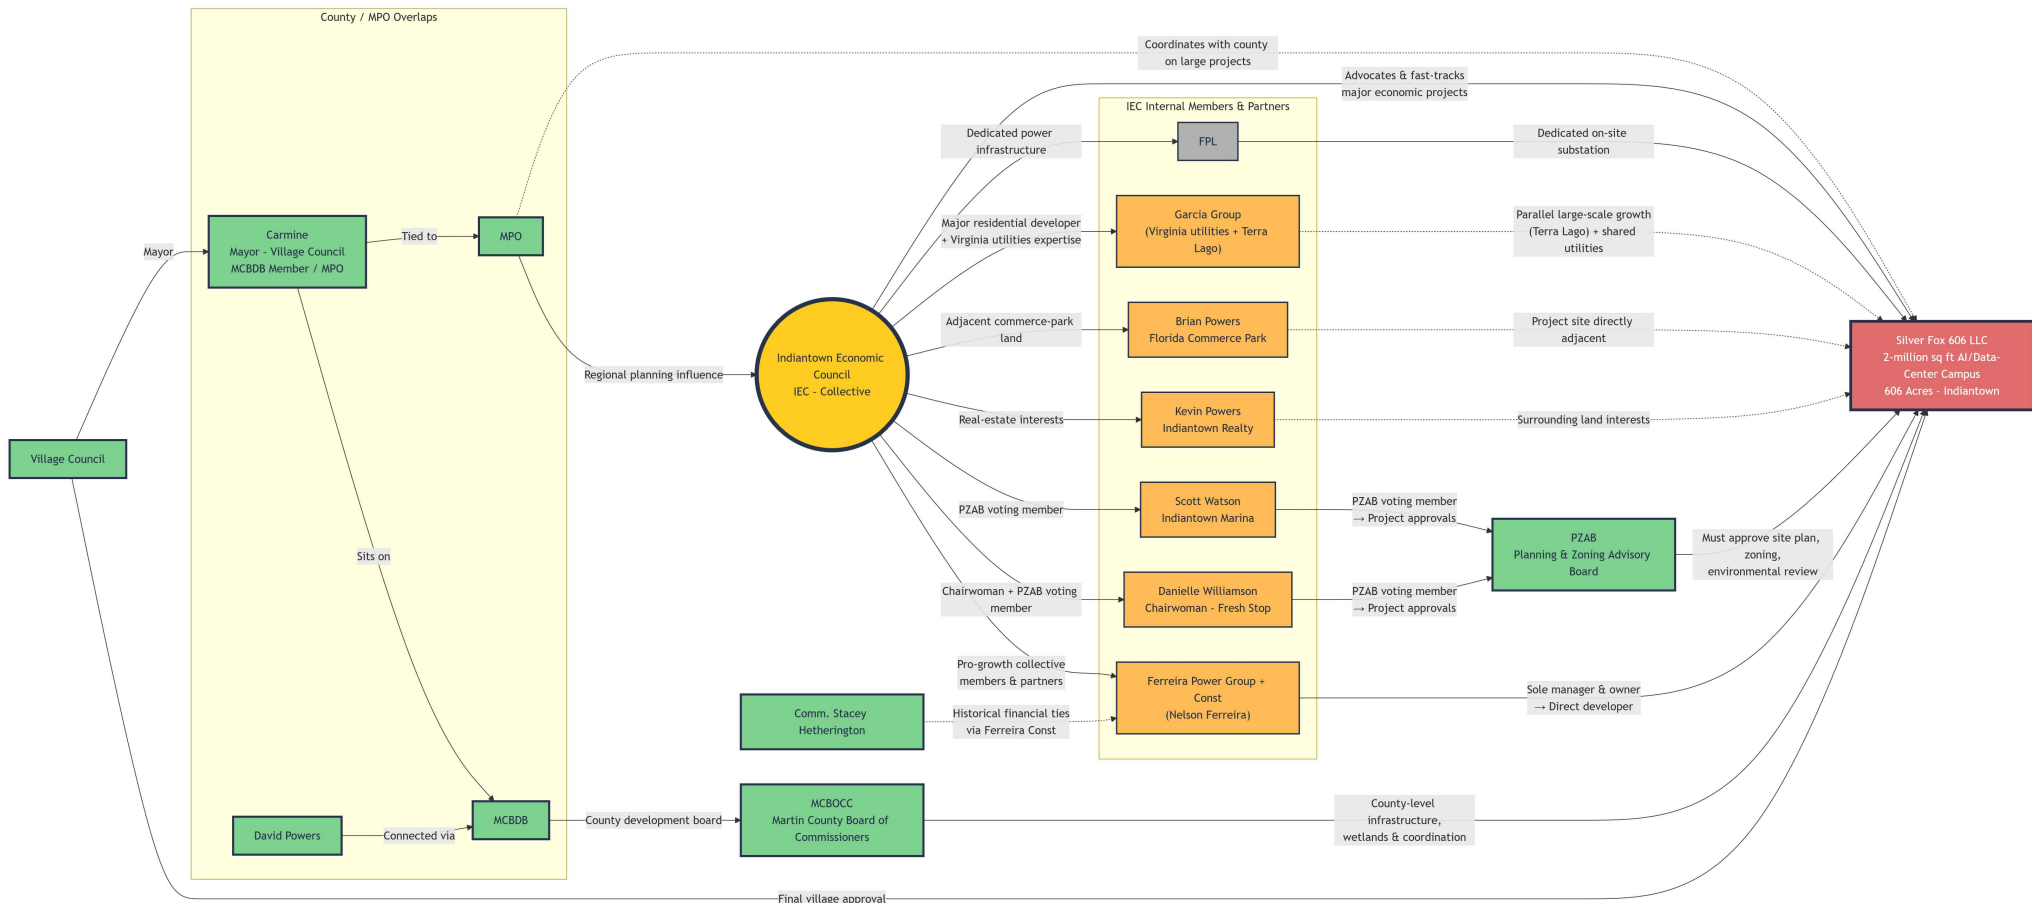 County / MPO Overlaps
Coordinates with county
on large projects
Advocates & fast-tracks
major economic projects
IEC Internal Members & Partners
Dedicated power
infrastructure
FPL
Dedicated on-site
substation
Carmine
Mayor - Village Council
MCBDB Member / MPO
Mayor
Tied to
MPO
Major residential developer
+ Virginia utilities expertise
Garcia Group
(Virginia utilities + Terra
Lago)
Parallel large-scale growth
(Terra Lago) + shared
utilities
Adjacent commerce-park
land
Brian Powers
Florida Commerce Park
Project site directly
adjacent
Silver Fox 606 LLC
2-million sq ft AI/Data-
Center Campus
606 Acres - Indiantown
Regional planning influence
Indiantown Economic
Council
IEC - Collective
Real-estate interests
Kevin Powers
Indiantown Realty
Surrounding land interests
Village Council
PZAB voting member
Scott Watson
Indiantown Marina
PZAB voting member
→ Project approvals
PZAB
Planning & Zoning Advisory
Board
Must approve site plan,
zoning,
environmental review
Sits on
Chairwoman + PZAB voting
member
Danielle Williamson
Chairwoman - Fresh Stop
PZAB voting member
→ Project approvals
Pro-growth collective
members & partners
Ferreira Power Group +
Const
(Nelson Ferreira)
Sole manager & owner
→ Direct developer
Comm. Stacey
Hetherington
Historical financial ties
via Ferreira Const
David Powers
Connected via
MCBDB
County development board
MCBOCC
Martin County Board of
Commissioners
County-level
infrastructure,
wetlands & coordination
Final village approval